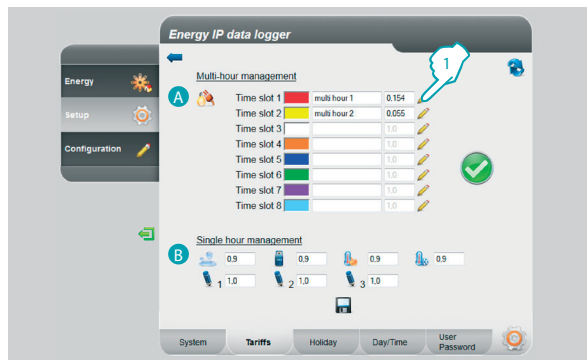 Energy IP data logger
1
Energy
Setup
Configuration
Multi-hour management
A
Time slot 1 multi hour 1 0.154
Time slot 2 multi hour 2 0.055
Time slot 3 1,0
Time slot 4 1,0
Time slot 5 1,0
Time slot 6 1,0
Time slot 7 1,0
Time slot 8 1,0
Single hour management
B
0.9 0.9 0.9 0.9
1 1,0 2 1,0 3 1,0
System Tariffs Holiday Day/Time User Password